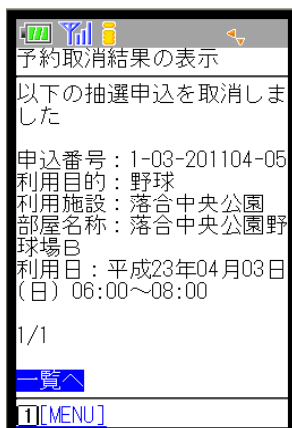 予約取消結果の表示
以下の抽選申込を取消しま
した
申込番号：1-03-201104-05
利用目的：野球
利用施設：落合中央公園
部屋名称：落合中央公園野
球場B
利用日：平成23年04月03日
(日) 06:00～08:00
1/1
一覧へ
1[MENU]